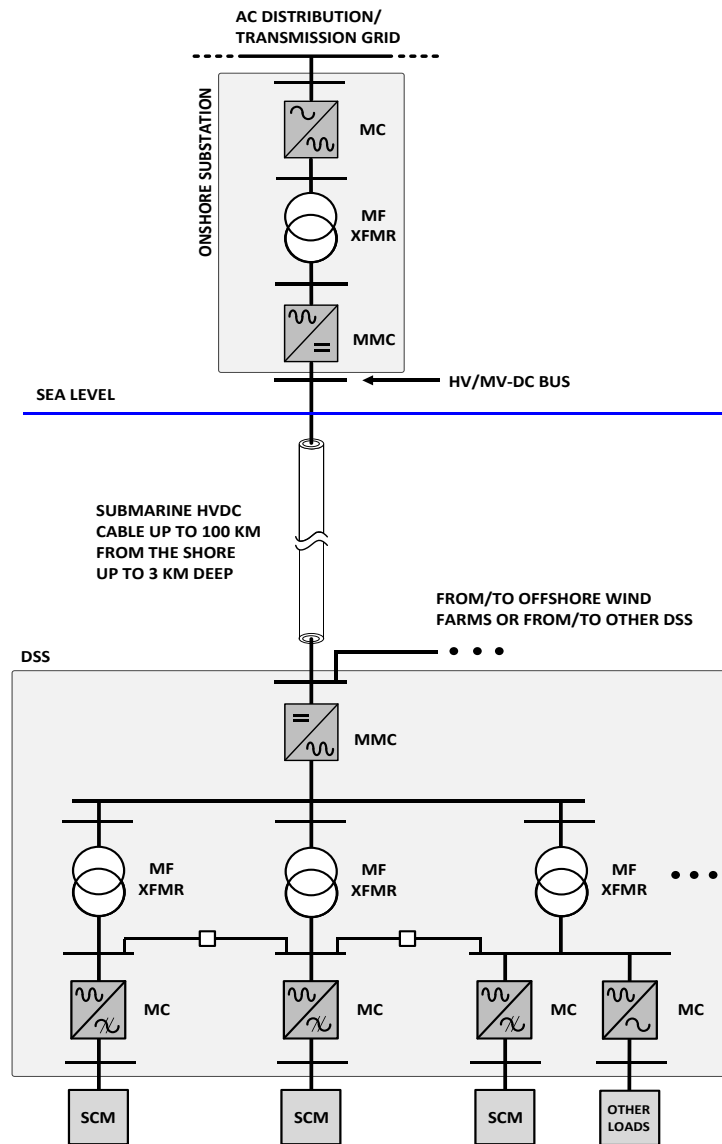 AC DISTRIBUTION/
TRANSMISSION GRID
ONSHORE SUBSTATION
MC
MF
XFMR
MMC
HV/MV-DC BUS
SEA LEVEL
SUBMARINE HVDC
CABLE UP TO 100 KM
FROM THE SHORE
UP TO 3 KM DEEP
FROM/TO OFFSHORE WIND
FARMS OR FROM/TO OTHER DSS
DSS
MMC
MF
XFMR
MF
XFMR
MF
XFMR
MC
MC
MC
MC
SCM
SCM
SCM
OTHER
LOADS